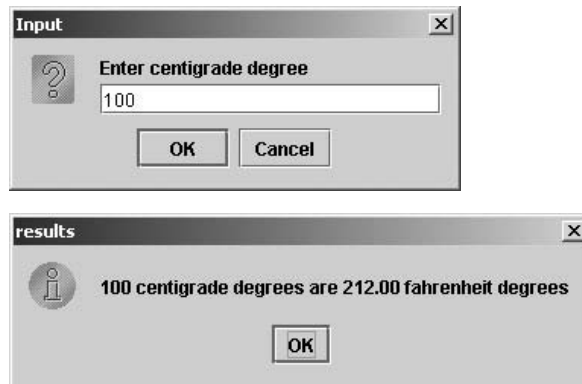 Input
Enter centigrade degree
100
OK
Cancel
results
100 centigrade degrees are 212.00 fahrenheit degrees
OK